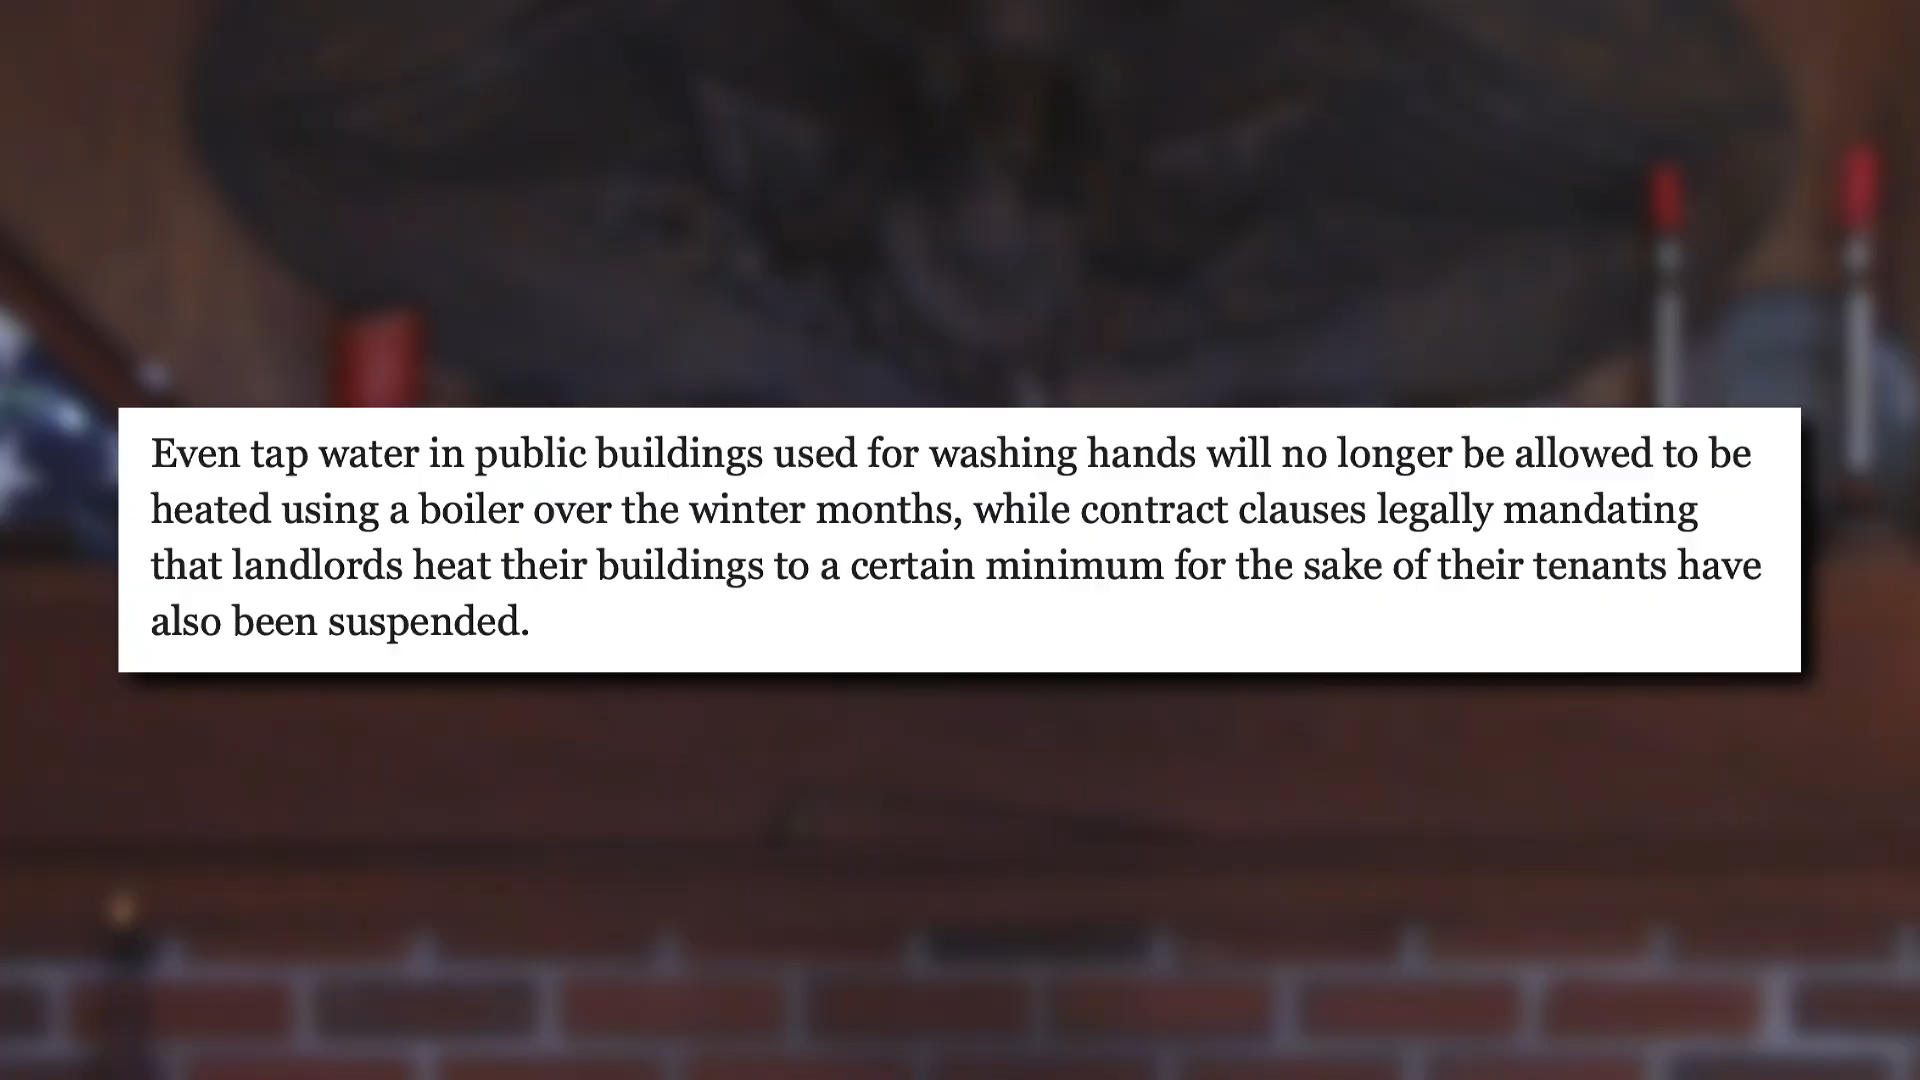 Even tap water in public buildings used for washing hands will no longer be allowed to be
heated using a boiler over the winter months, while contract clauses legally mandating
that landlords heat their buildings to a certain minimum for the sake of their tenants have
also been suspended.